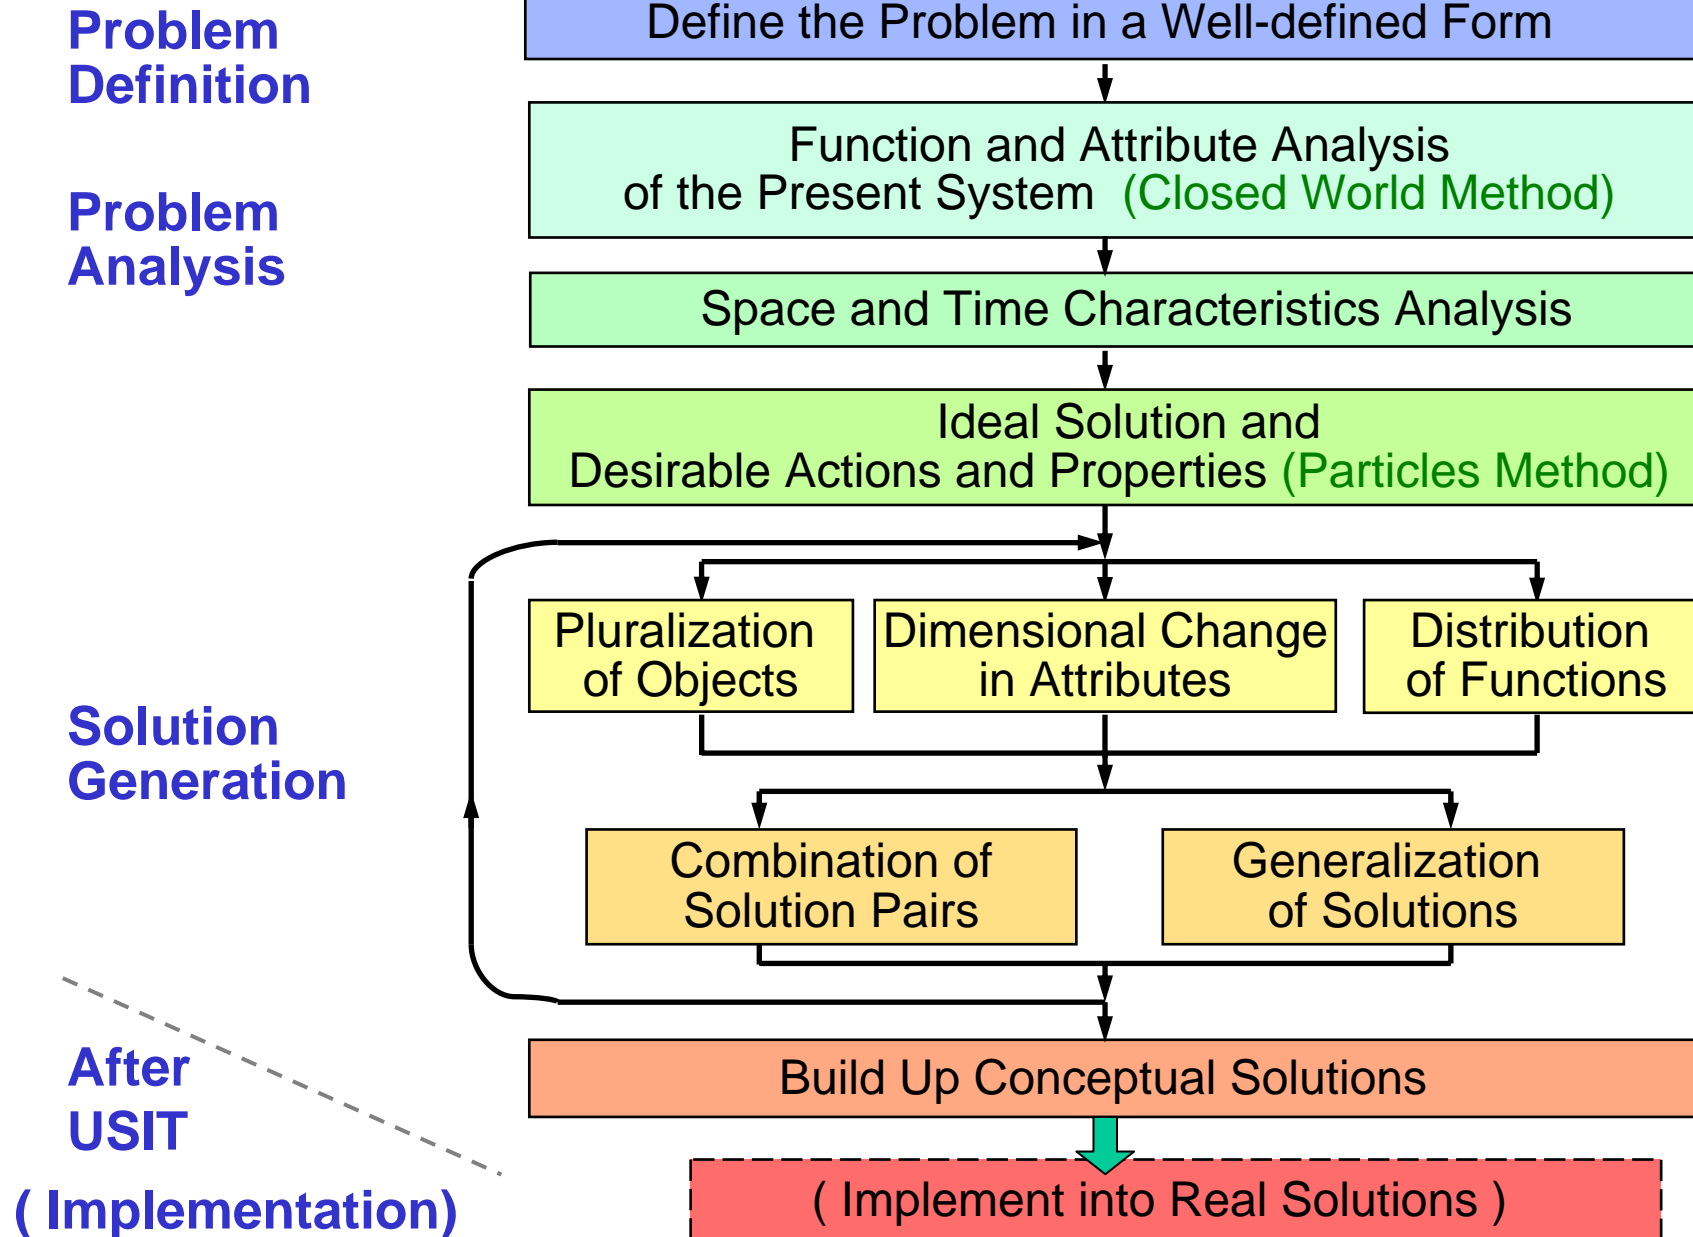 Problem
Definition
Define the Problem in a Well-defined Form
Problem
Analysis
Function and Attribute Analysis
of the Present System (Closed World Method)
Space and Time Characteristics Analysis
Ideal Solution and
Desirable Actions and Properties (Particles Method)
Solution
Generation
Pluralization
of Objects
Dimensional Change
in Attributes
Distribution
of Functions
Combination of
Solution Pairs
Generalization
of Solutions
After
USIT
( Implementation)
Build Up Conceptual Solutions
( Implement into Real Solutions )